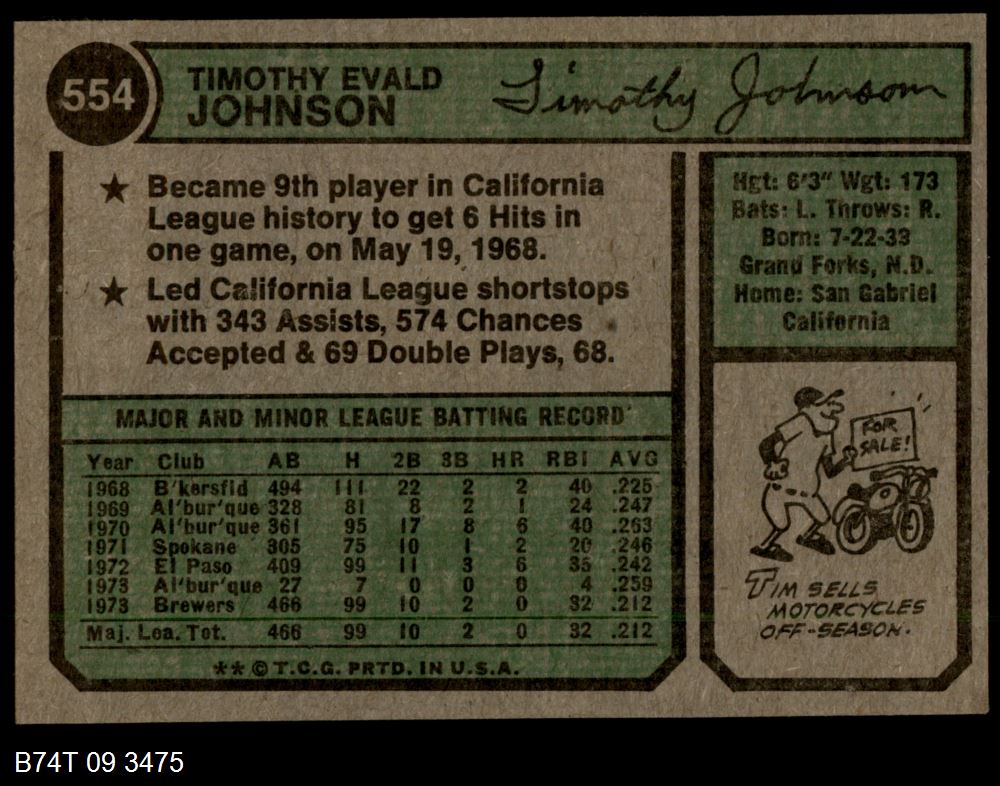 554
TIMOTHY EVALD
JOHNSON
Timothy Johnson
★ Became 9th player in California
League history to get 6 Hits in
one game, on May 19, 1968.
★ Led California League shortstops
with 343 Assists, 574 Chances
Accepted & 69 Double Plays, 68.
Hgt: 6'3" Wgt: 173
Bats: L. Throws: R.
Born: 7-22-33
Grand Forks, N.D.
Home: San Gabriel
California
MAJOR AND MINOR LEAGUE BATTING RECORD
Year Club AB H 2B 3B HR RBI AVG
1968 B'kersfld 494 111 22 2 2 40 .225
1969 Al'bur'que 328 81 8 2 1 24 .247
1970 Al'bur'que 361 95 17 8 6 40 .263
1971 Spokane 305 75 10 1 2 20 .246
1972 El Paso 409 99 11 3 6 35 .242
1973 Al'bur'que 27 7 0 0 0 4 .259
1973 Brewers 466 99 10 2 0 32 .212
Maj. Lea. Tot. 466 99 10 2 0 32 .212
** © T.C.G. PRTD. IN U.S.A.
FOR
SALE!
TIM SELLS
MOTORCYCLES
OFF-SEASON.
B74T 09 3475